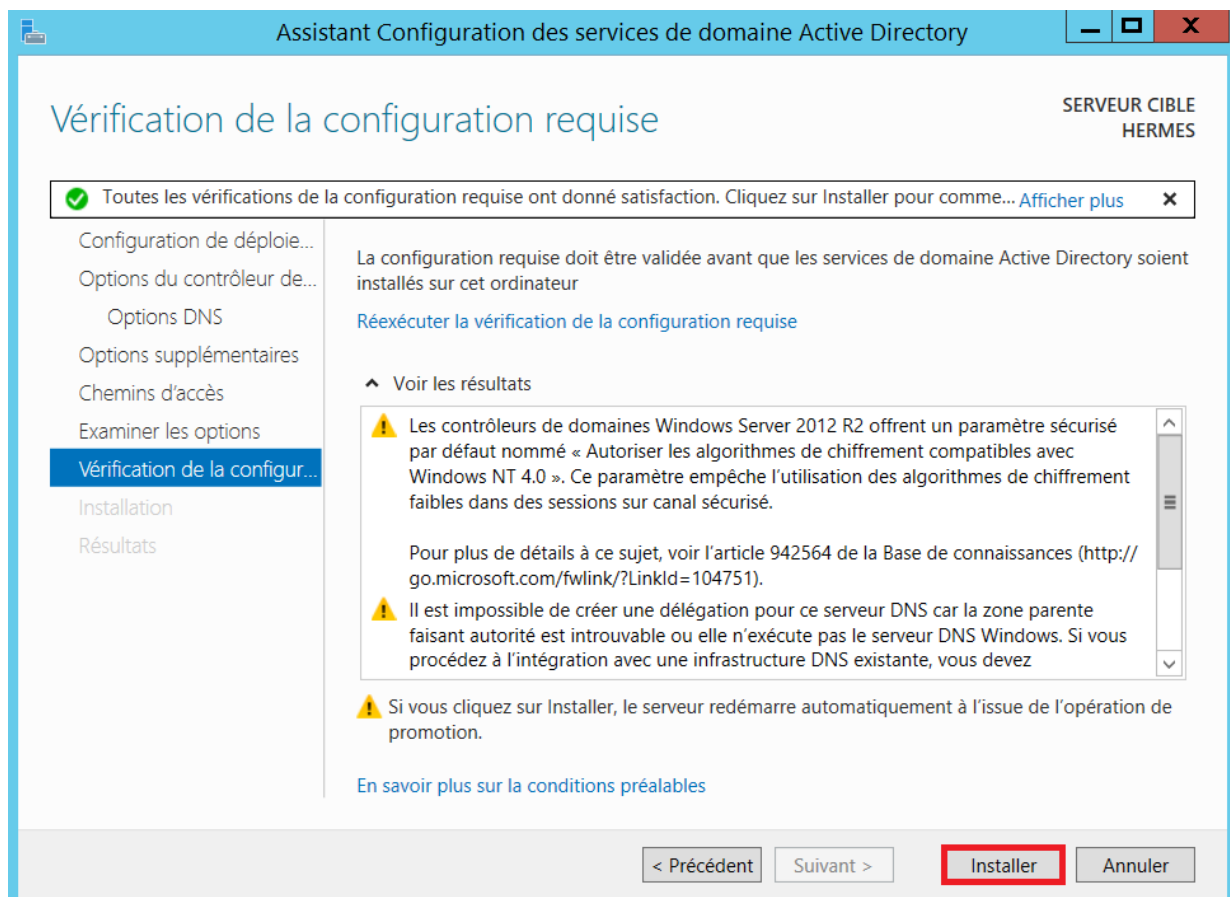 Assistant Configuration des services de domaine Active Directory
Vérification de la configuration requise
SERVEUR CIBLE
HERMES
Toutes les vérifications de la configuration requise ont donné satisfaction. Cliquez sur Installer pour comme... Afficher plus
Configuration de déploie...
Options du contrôleur de...
Options DNS
Options supplémentaires
Chemins d'accès
Examiner les options
Vérification de la configur...
Installation
Résultats
La configuration requise doit être validée avant que les services de domaine Active Directory soient
installés sur cet ordinateur
Réexécuter la vérification de la configuration requise
Voir les résultats
Les contrôleurs de domaines Windows Server 2012 R2 offrent un paramètre sécurisé
par défaut nommé « Autoriser les algorithmes de chiffrement compatibles avec
Windows NT 4.0 ». Ce paramètre empêche l'utilisation des algorithmes de chiffrement
faibles dans des sessions sur canal sécurisé.
Pour plus de détails à ce sujet, voir l'article 942564 de la Base de connaissances (http://
go.microsoft.com/fwlink/?LinkId=104751).
Il est impossible de créer une délégation pour ce serveur DNS car la zone parente
faisant autorité est introuvable ou elle n'exécute pas le serveur DNS Windows. Si vous
procédez à l'intégration avec une infrastructure DNS existante, vous devez
Si vous cliquez sur Installer, le serveur redémarre automatiquement à l'issue de l'opération de
promotion.
En savoir plus sur la conditions préalables
< Précédent Suivant > Installer Annuler